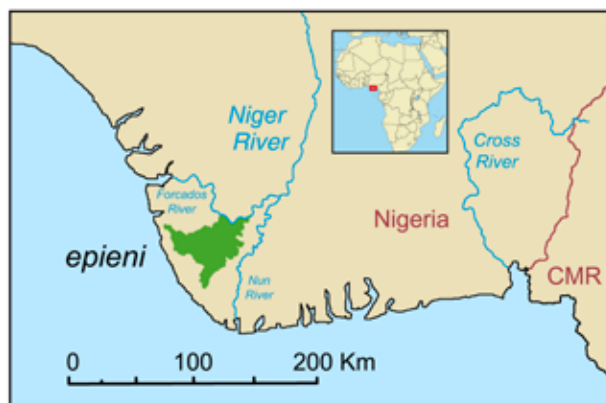 Niger
River
Cross
River
Forcados
River
Nigeria
epieni
Nun
River
CMR
0 100 200 Km